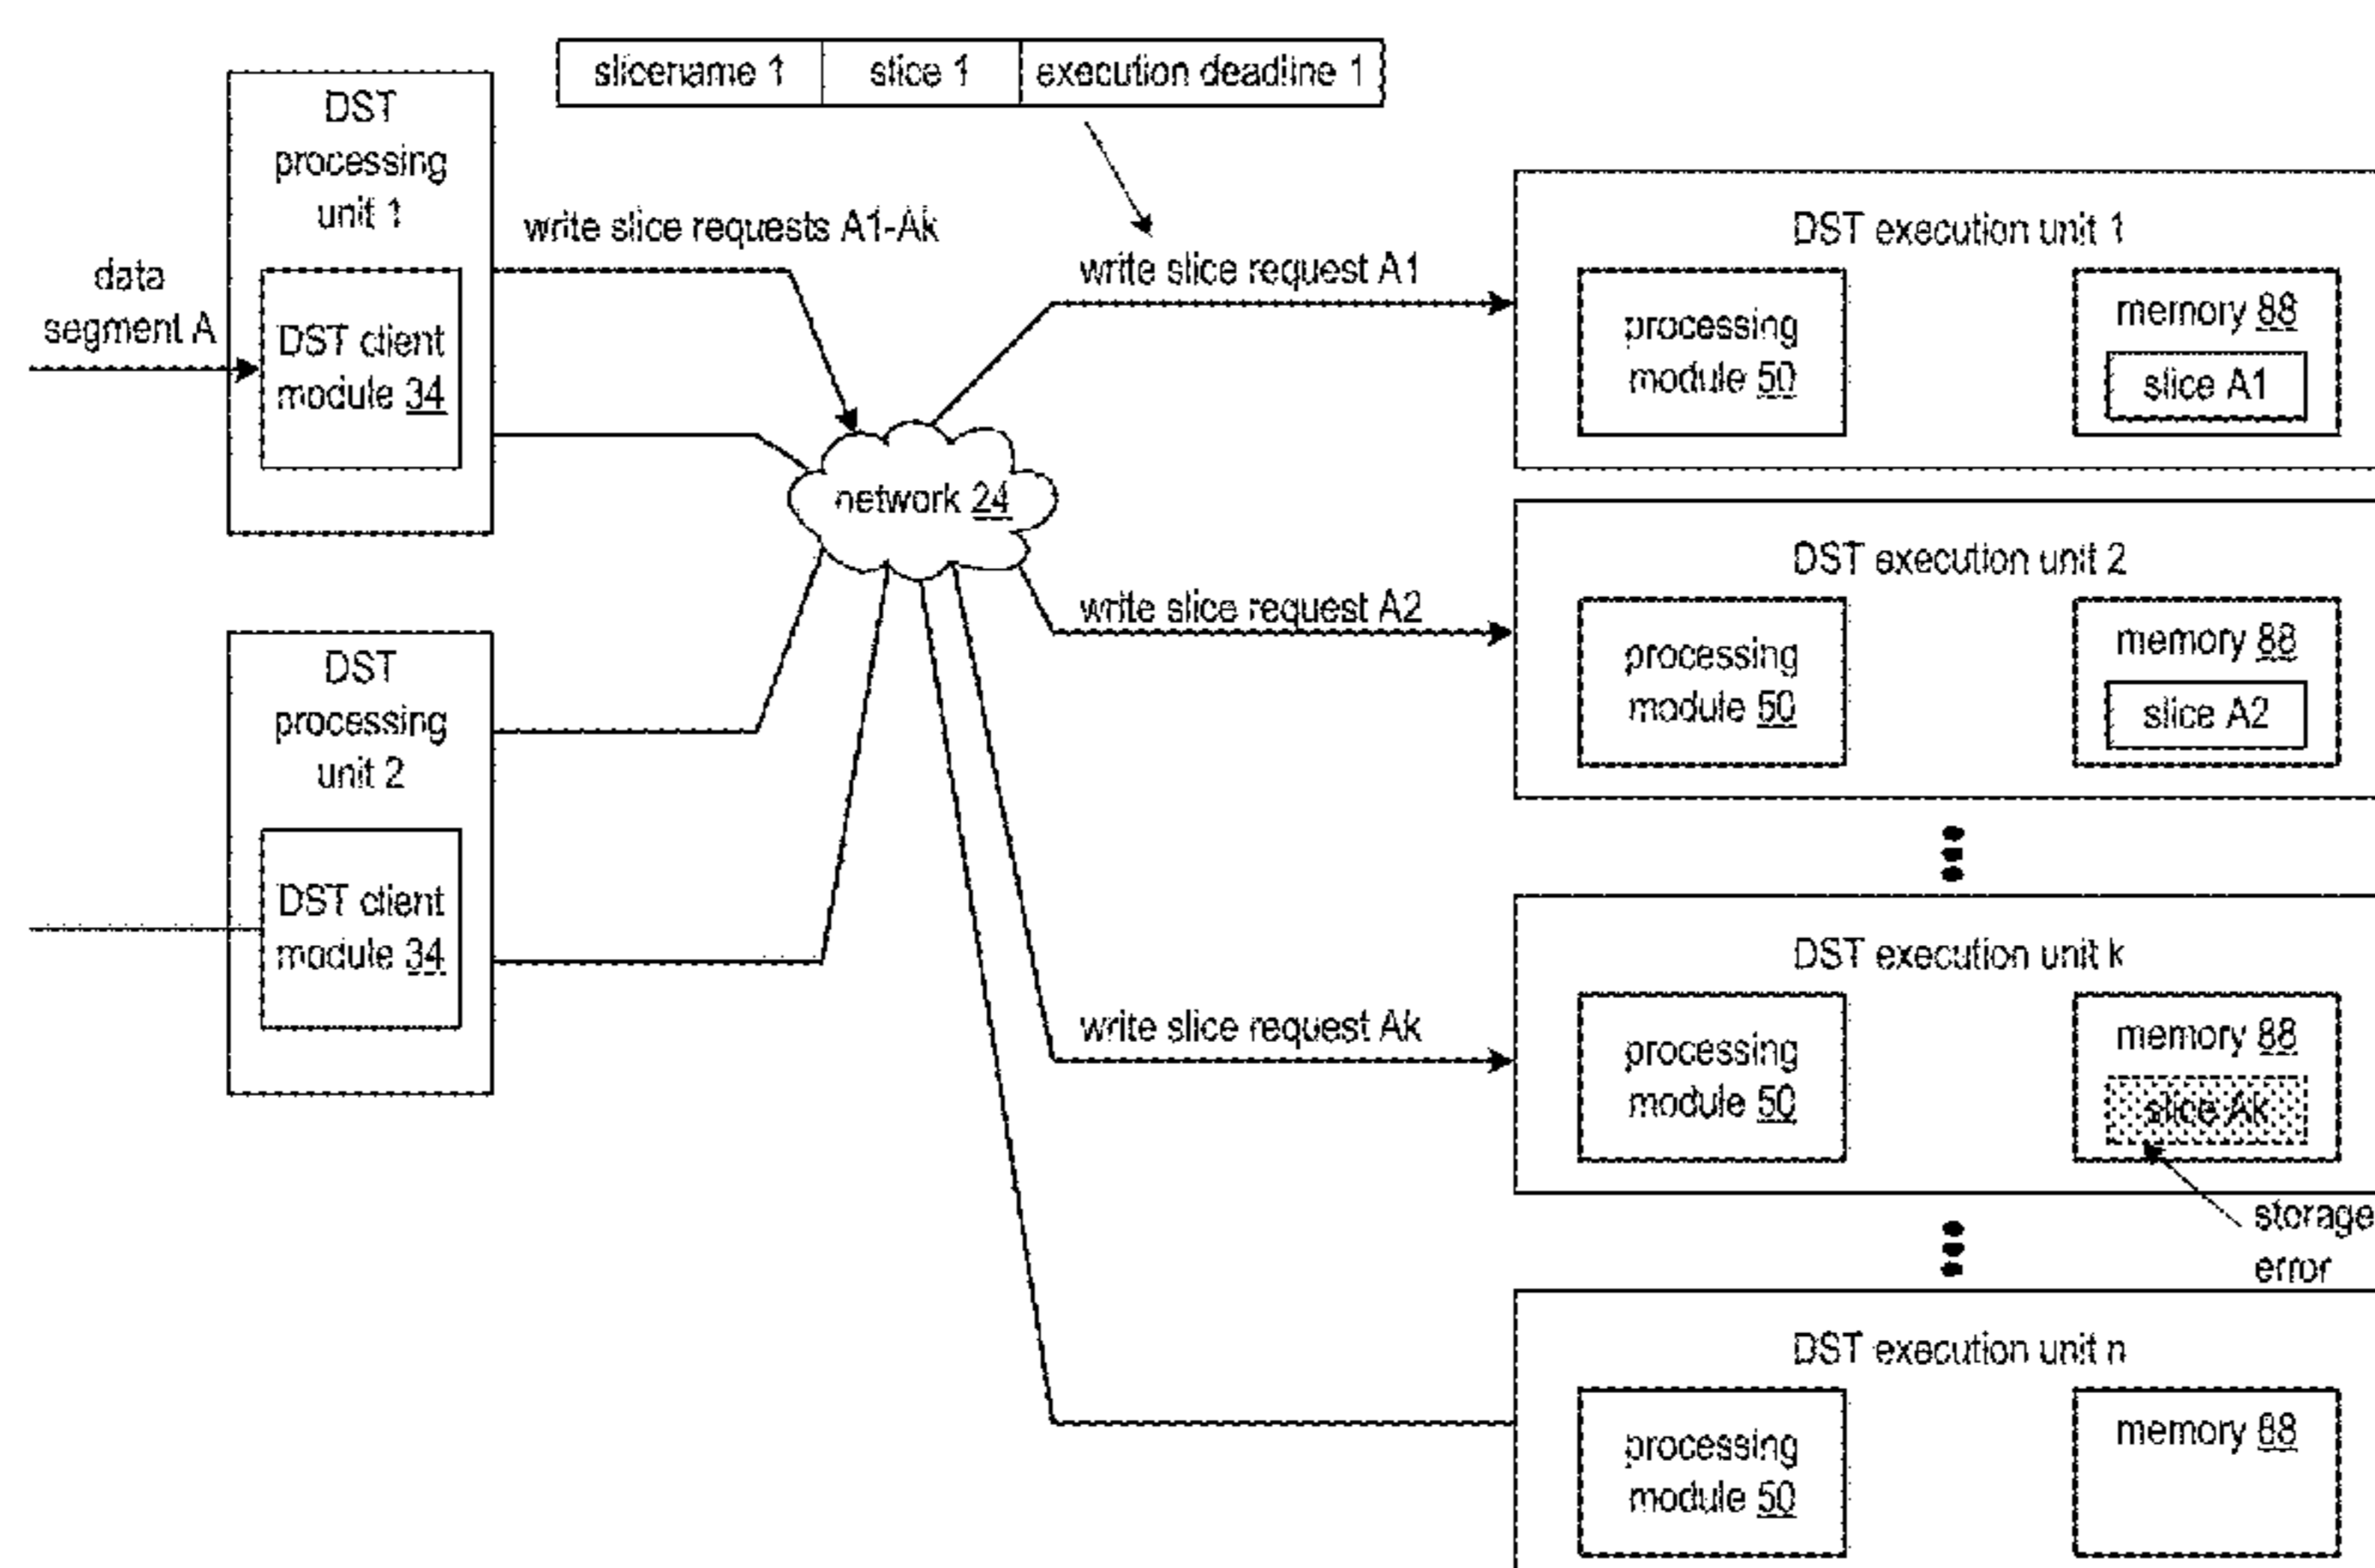 slicename 1 slice 1 execution deadline 1
DST
processing
unit 1
data
segment A
DST client
module 34
write slice requests A1-Ak
network 24
write slice request A1
DST execution unit 1
processing
module 50
memory 88
slice A1
write slice request A2
DST execution unit 2
processing
module 50
memory 88
slice A2
DST
processing
unit 2
DST client
module 34
write slice request Ak
DST execution unit k
processing
module 50
memory 88
slice Ak
storage
error
DST execution unit n
processing
module 50
memory 88